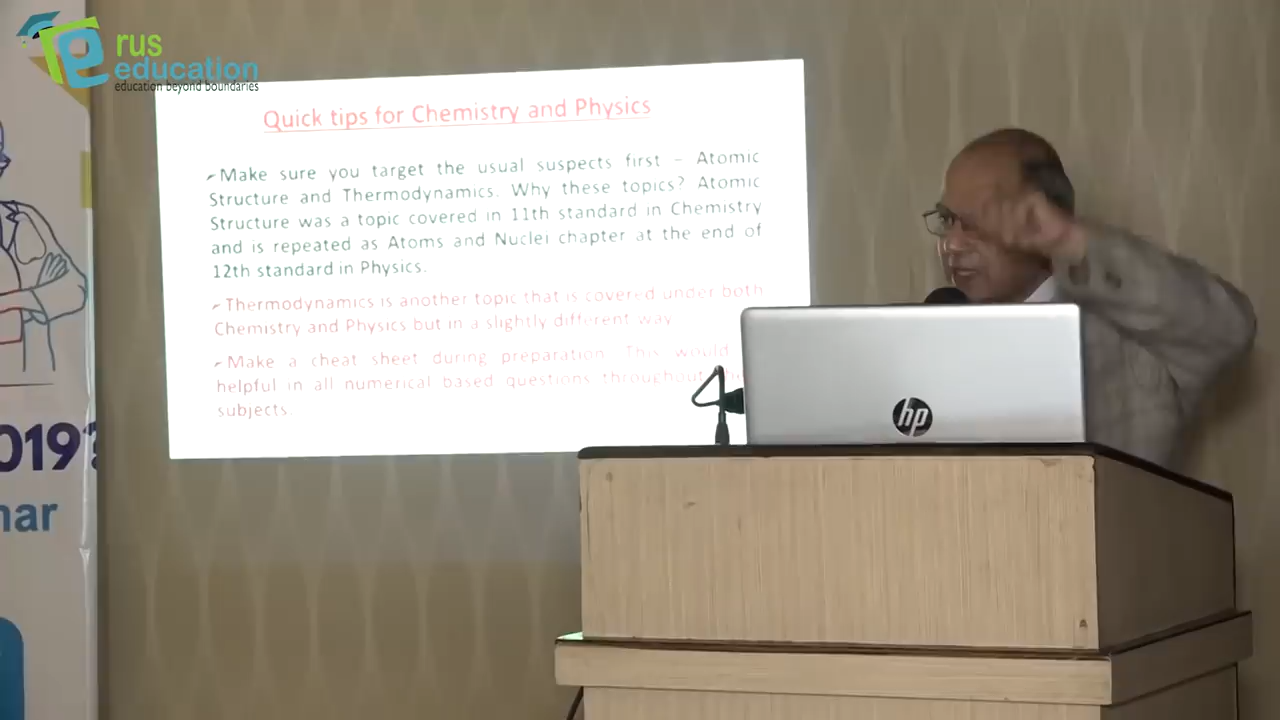 rus
education
education beyond boundaries
Quick tips for Chemistry and Physics
Make sure you target the usual suspects first – Atomic
Structure and Thermodynamics. Why these topics? Atomic
Structure was a topic covered in 11th standard in Chemistry
and is repeated as Atoms and Nuclei chapter at the end of
12th standard in Physics.
Thermodynamics is another topic that is covered under both
Chemistry and Physics but in a slightly different way
Make a cheat sheet during preparation. This would
helpful in all numerical based questions throughout
subjects.
hp
019?
nar